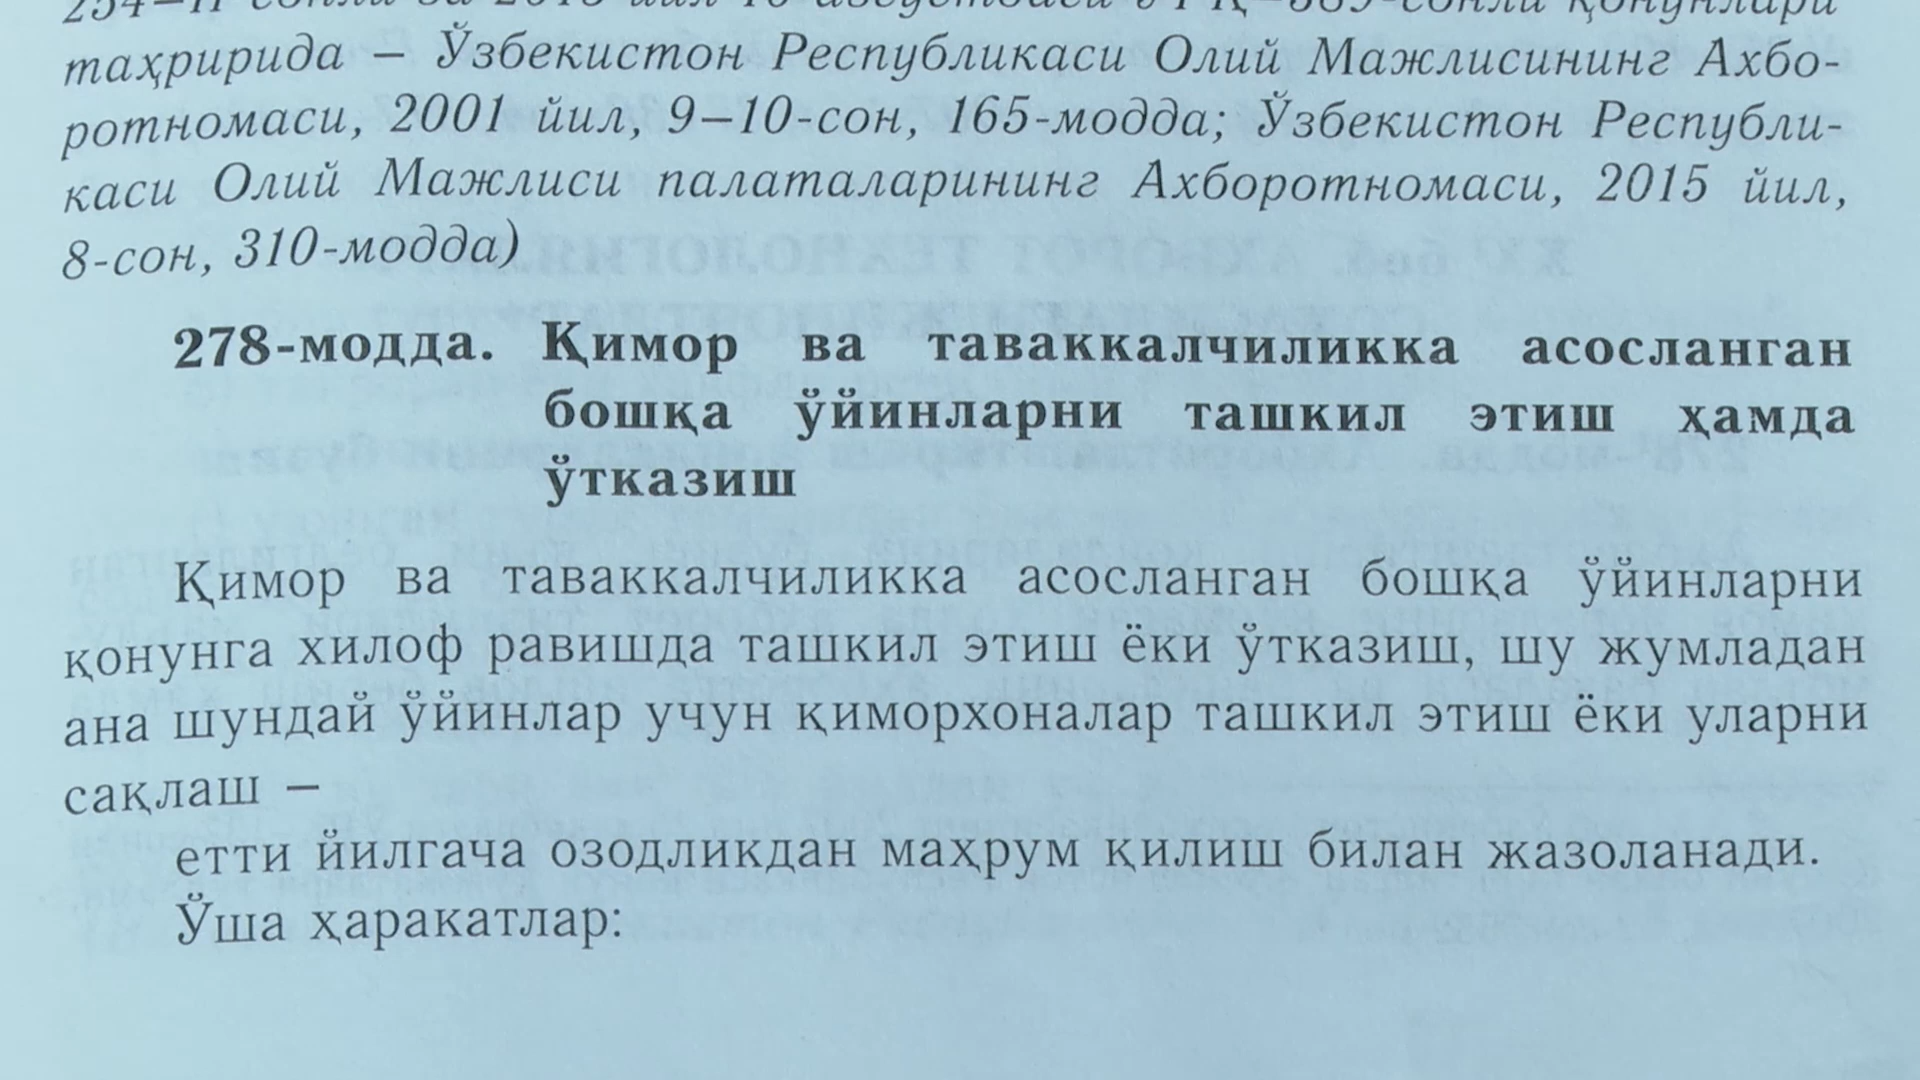 таҳририда – Ўзбекистон Республикаси Олий Мажлисининг Ахбо-
ротномаси, 2001 йил, 9–10-сон, 165-модда; Ўзбекистон Республи-
каси Олий Мажлиси палаталарининг Ахборотномаси, 2015 йил,
8-сон, 310-модда)
278-модда. Қимор ва таваккалчиликка асосланган
бошқа ўйинларни ташкил этиш ҳамда
ўтказиш
Қимор ва таваккалчиликка асосланган бошқа ўйинларни
қонунга хилоф равишда ташкил этиш ёки ўтказиш, шу жумладан
ана шундай ўйинлар учун қиморхоналар ташкил этиш ёки уларни
сақлаш –
етти йилгача озодликдан маҳрум қилиш билан жазоланади.
Ўша ҳаракатлар: